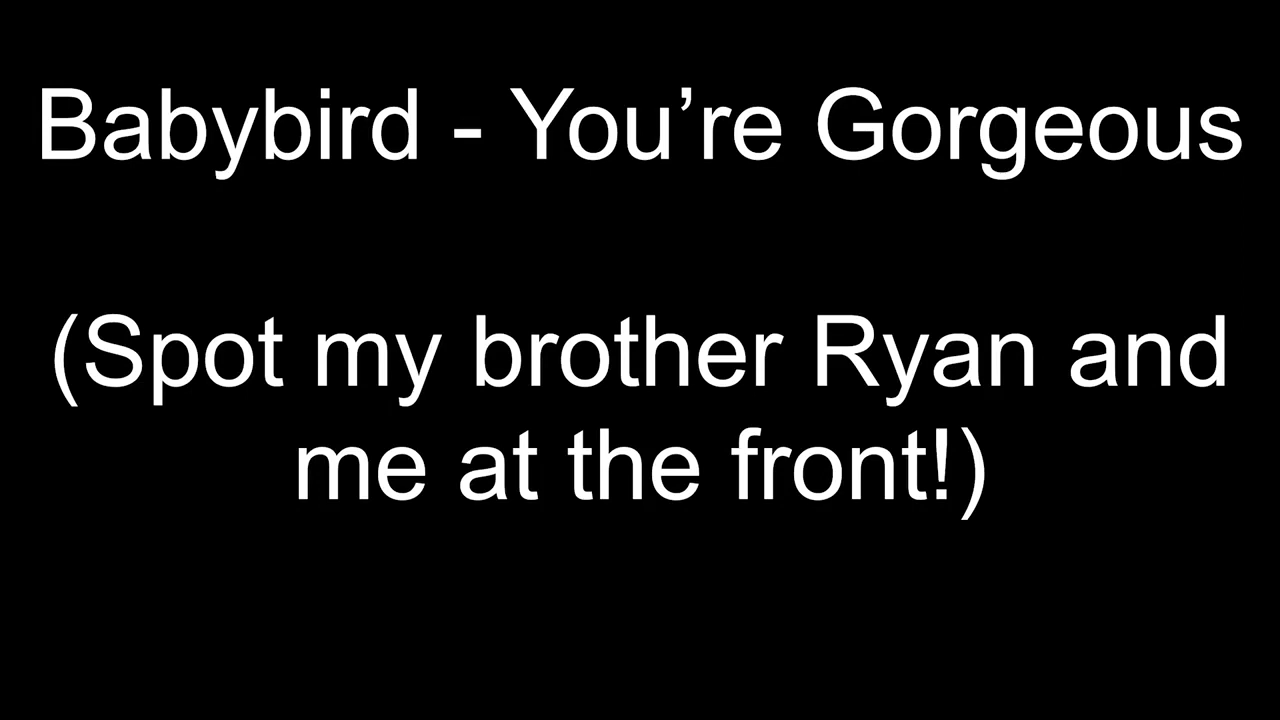 Babybird - You’re Gorgeous
(Spot my brother Ryan and
me at the front!)